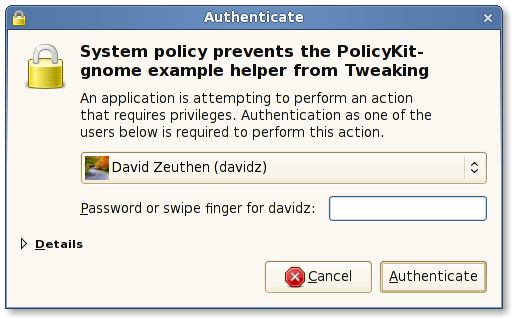 Authenticate
System policy prevents the PolicyKit-
gnome example helper from Tweaking
An application is attempting to perform an action
that requires privileges. Authentication as one of the
users below is required to perform this action.
David Zeuthen (davidz)
Password or swipe finger for davidz:
Details
Cancel
Authenticate